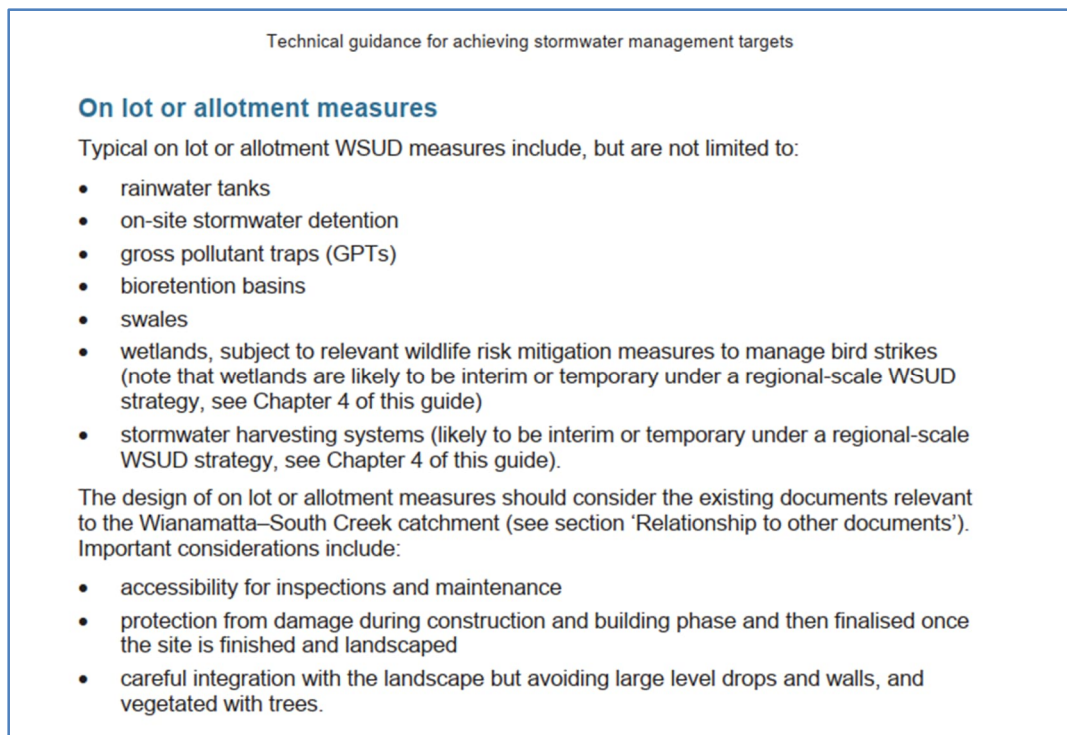 Technical guidance for achieving stormwater management targets
On lot or allotment measures
Typical on lot or allotment WSUD measures include, but are not limited to:
• rainwater tanks
• on-site stormwater detention
• gross pollutant traps (GPTs)
• bioretention basins
• swales
• wetlands, subject to relevant wildlife risk mitigation measures to manage bird strikes
(note that wetlands are likely to be interim or temporary under a regional-scale WSUD
strategy, see Chapter 4 of this guide)
• stormwater harvesting systems (likely to be interim or temporary under a regional-scale
WSUD strategy, see Chapter 4 of this guide).
The design of on lot or allotment measures should consider the existing documents relevant
to the Wianamatta–South Creek catchment (see section ‘Relationship to other documents’).
Important considerations include:
• accessibility for inspections and maintenance
• protection from damage during construction and building phase and then finalised once
the site is finished and landscaped
• careful integration with the landscape but avoiding large level drops and walls, and
vegetated with trees.